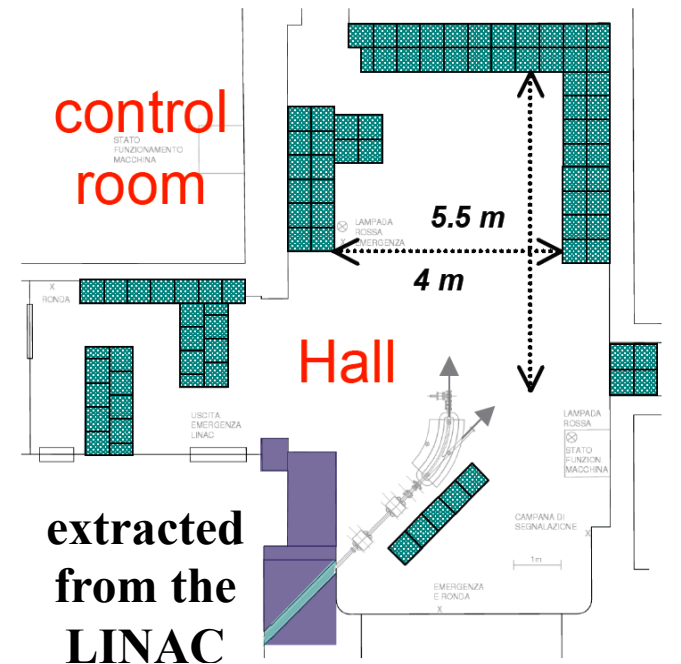 control
room
STATO
FUNZIONAMENTO
MACCHINA
LAMPADA
ROSSA
X EMERGENZA
5.5 m
4 m
X
RONDA
Hall
USCITA
EMERGENZA
LINAC
LAMPADA
ROSSA
STATO
FUNZION
MACCHINA
extracted
from the
LINAC
CAMPANA DI
SEGNALAZIONE
X
1m
EMERGENZA
E RONDA
X